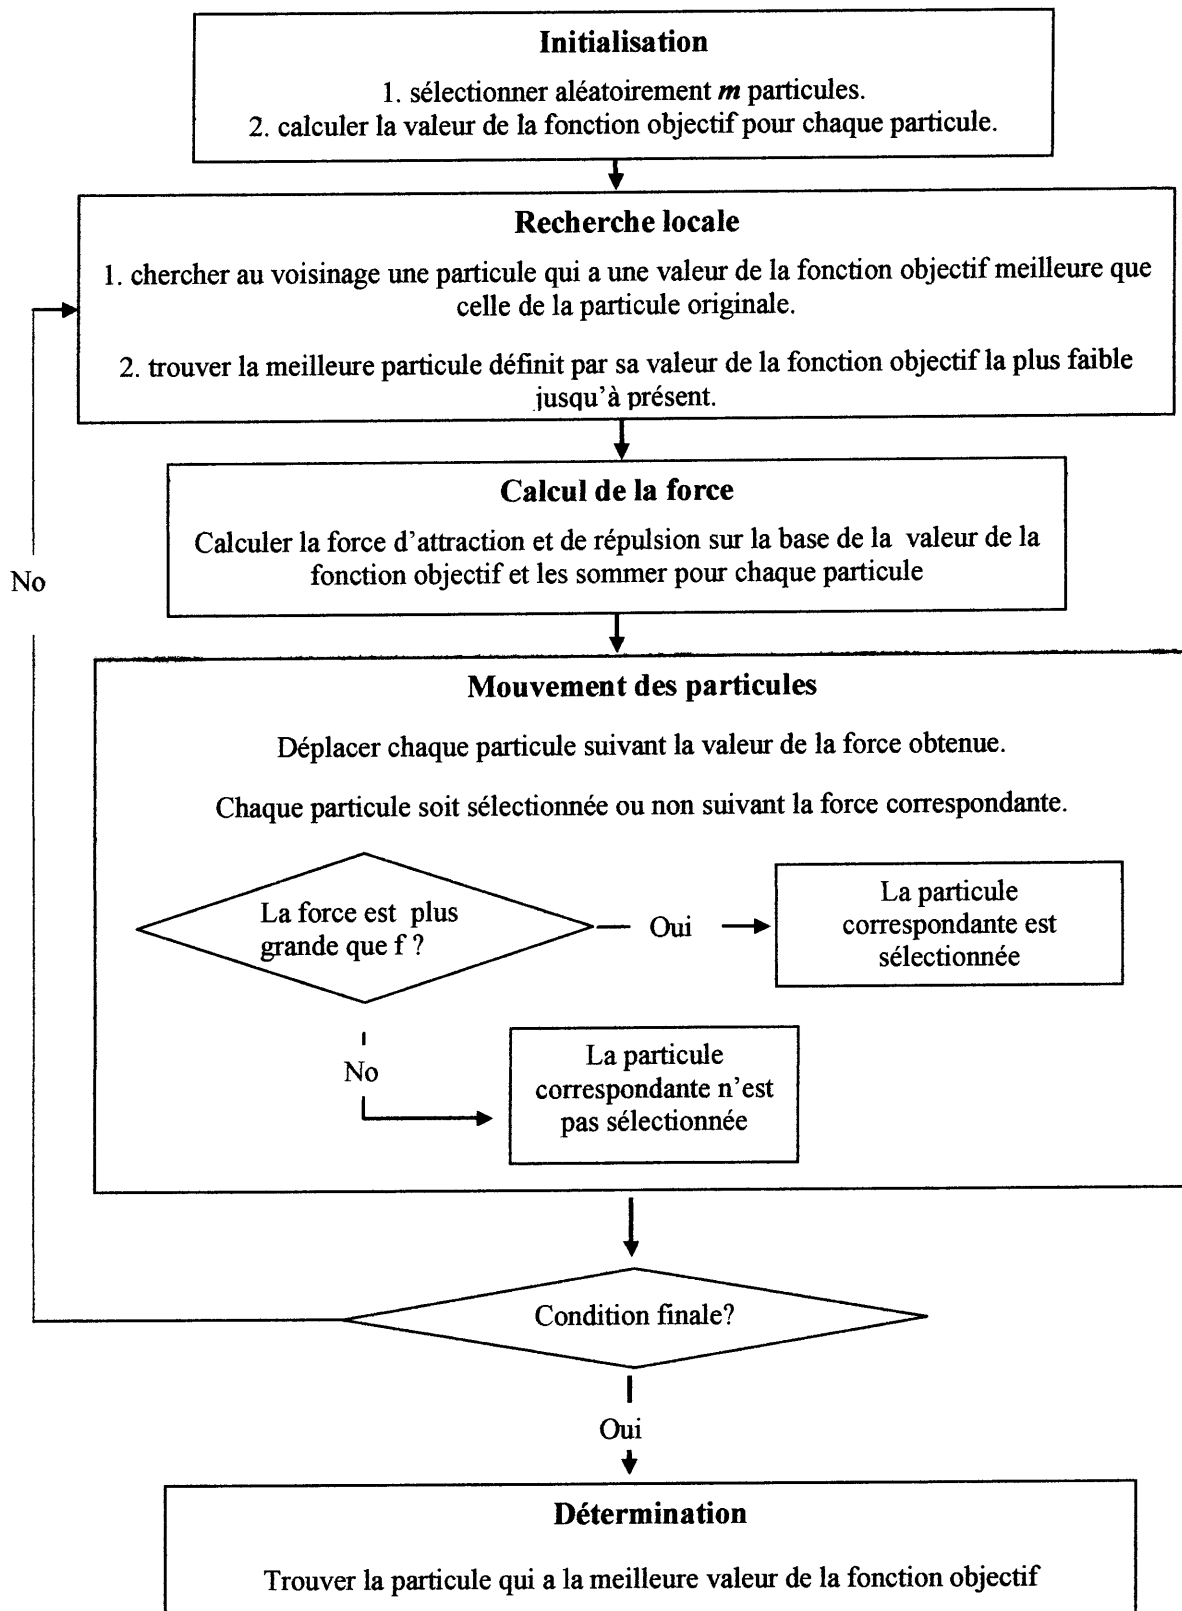 Initialisation
1. sélectionner aléatoirement m particules.
2. calculer la valeur de la fonction objectif pour chaque particule.
Recherche locale
1. chercher au voisinage une particule qui a une valeur de la fonction objectif meilleure que
celle de la particule originale.
2. trouver la meilleure particule définit par sa valeur de la fonction objectif la plus faible
jusqu'à présent.
Calcul de la force
Calculer la force d'attraction et de répulsion sur la base de la valeur de la
fonction objectif et les sommer pour chaque particule
No
Mouvement des particules
Déplacer chaque particule suivant la valeur de la force obtenue.
Chaque particule soit sélectionnée ou non suivant la force correspondante.
La force est plus
grande que f ?
Oui
La particule
correspondante est
sélectionnée
No
La particule
correspondante n'est
pas sélectionnée
Condition finale?
Oui
Détermination
Trouver la particule qui a la meilleure valeur de la fonction objectif